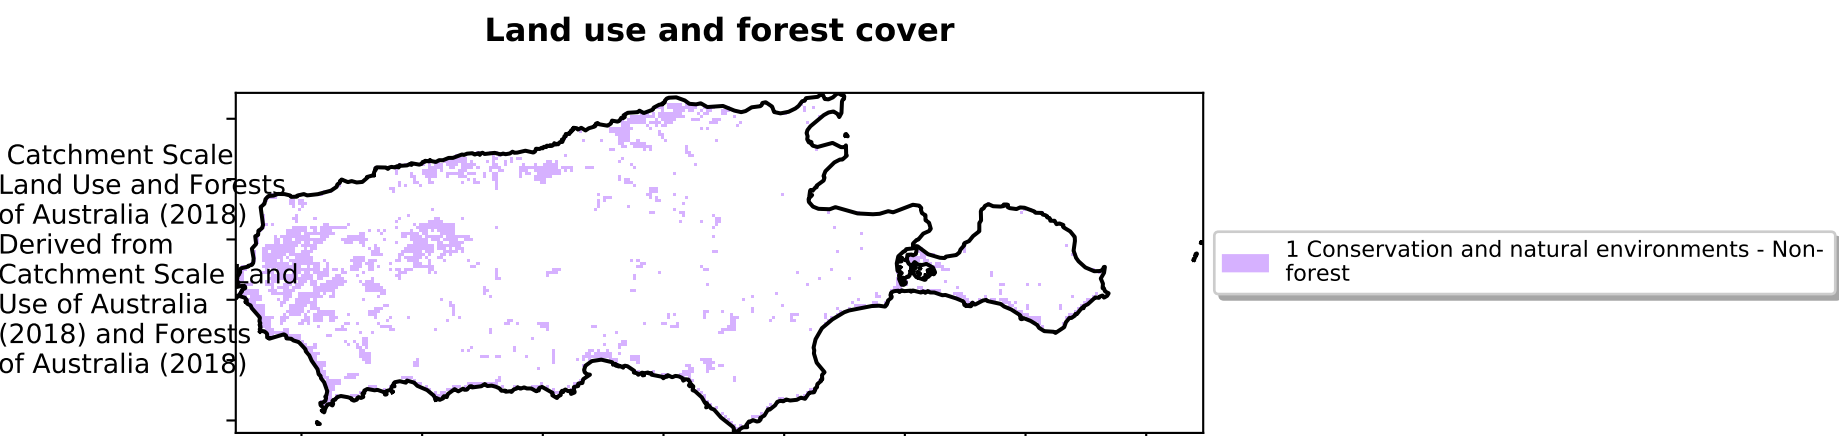 Land use and forest cover
Catchment Scale
Land Use and Forests
of Australia (2018)
Derived from
Catchment Scale Land
Use of Australia
(2018) and Forests
of Australia (2018)
1 Conservation and natural environments - Non-
forest